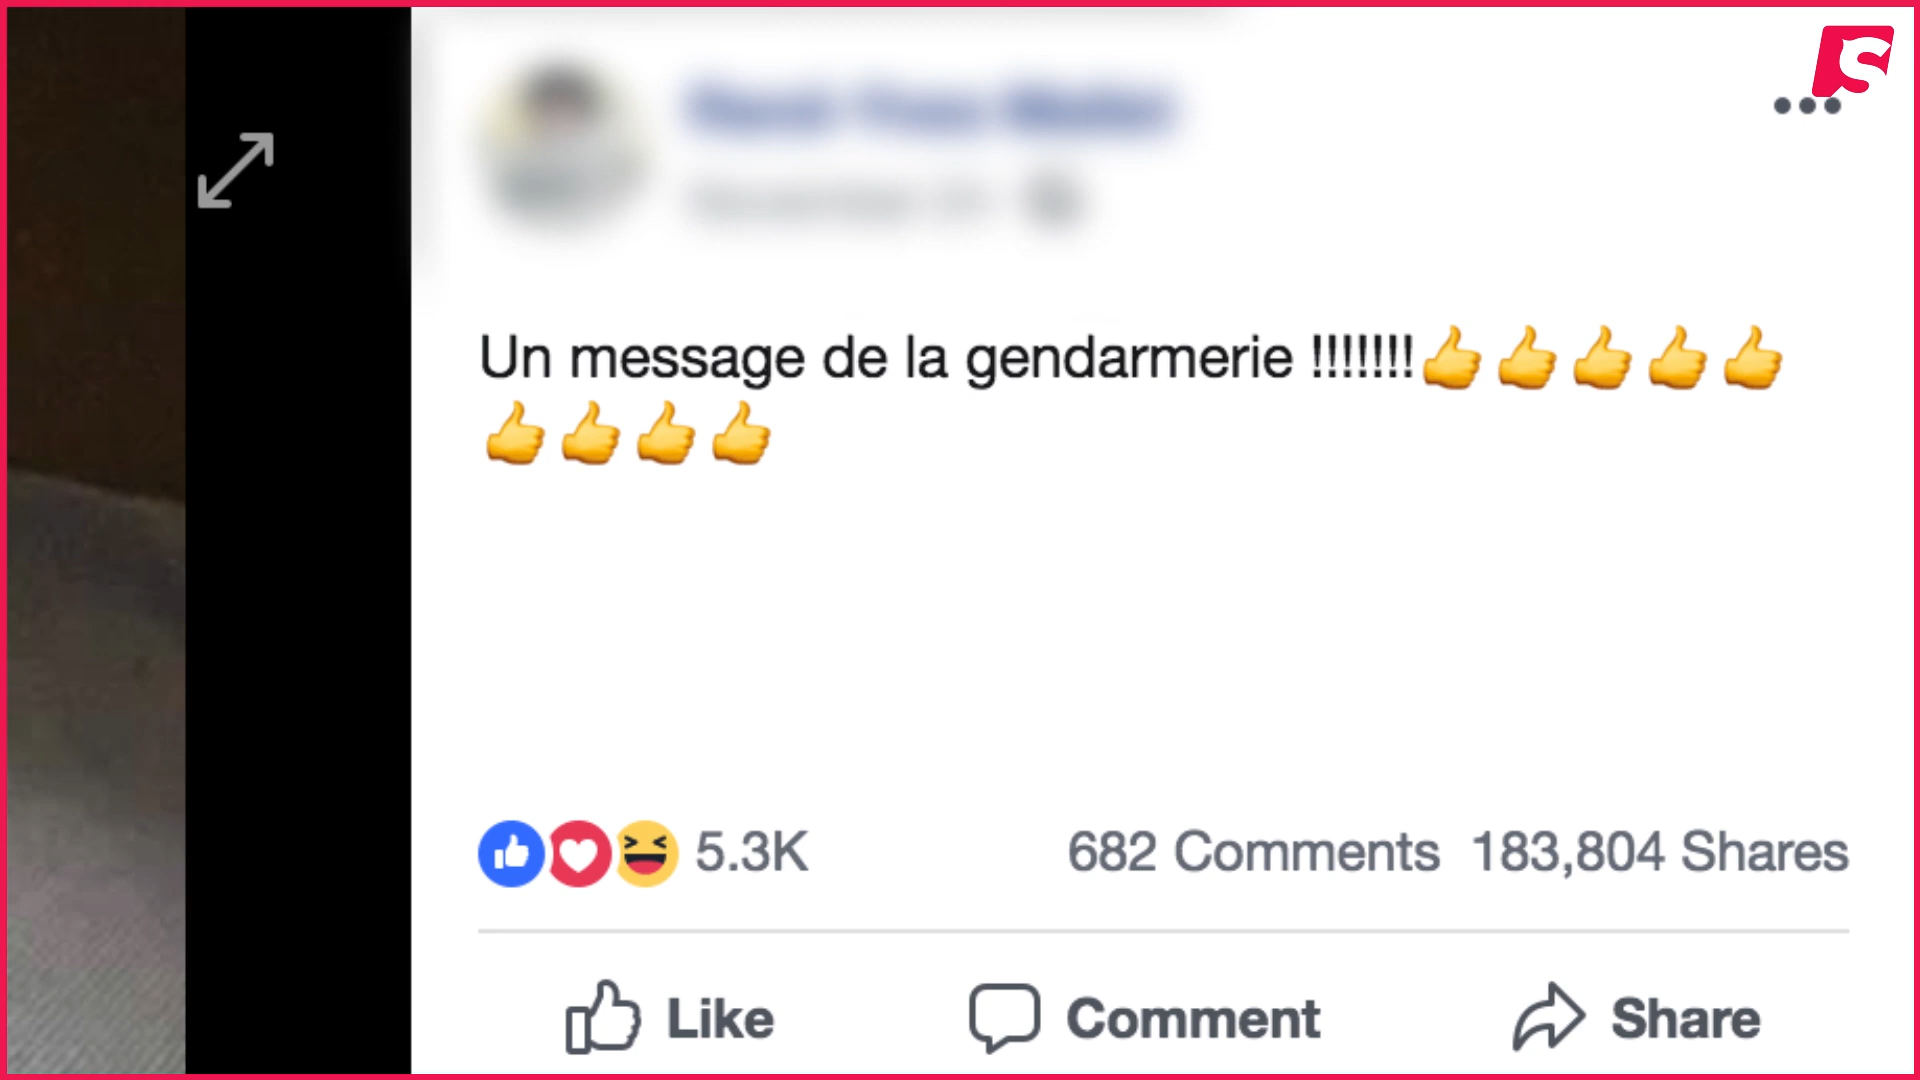 Un message de la gendarmerie !!!!!!!!👍👍👍👍👍
👍👍👍👍
5.3K 682 Comments 183,804 Shares
Like Comment Share